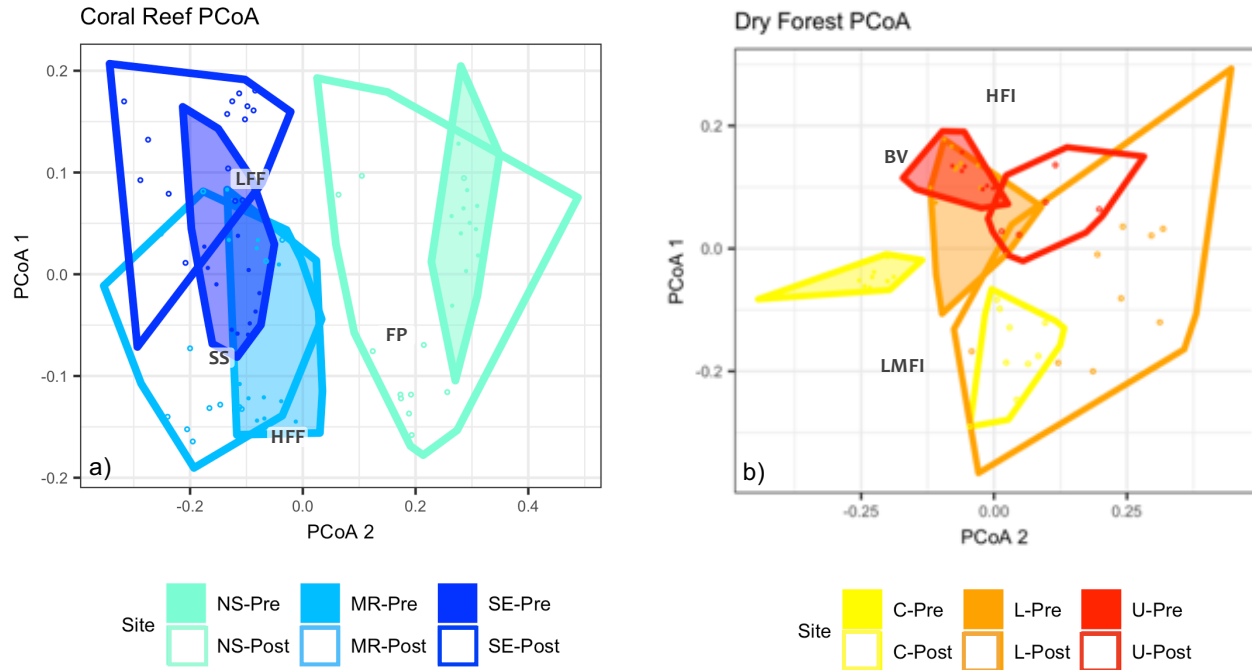 Coral Reef PCoA
PCoA 1
0.2
0.1
0.0
-0.1
-0.2
LFF
SS
HFF
FP
a)
-0.2
0.0
0.2
0.4
PCoA 2
Site
NS-Pre
MR-Pre
SE-Pre
NS-Post
MR-Post
SE-Post
Dry Forest PCoA
PCoA 1
0.2
0.0
-0.2
HFI
BV
LMFI
b)
-0.25
0.00
0.25
PCoA 2
Site
C-Pre
L-Pre
U-Pre
C-Post
L-Post
U-Post